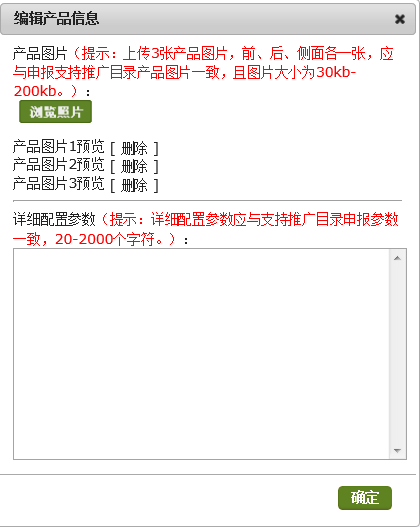 编辑产品信息
产品图片（提示：上传3张产品图片，前、后、侧面各一张，应
与申报支持推广目录产品图片一致，且图片大小为30kb-
200kb。）：
浏览照片
产品图片1预览 [ 删除 ]
产品图片2预览 [ 删除 ]
产品图片3预览 [ 删除 ]
详细配置参数（提示：详细配置参数应与支持推广目录申报参数
一致，20-2000个字符。）：
确定